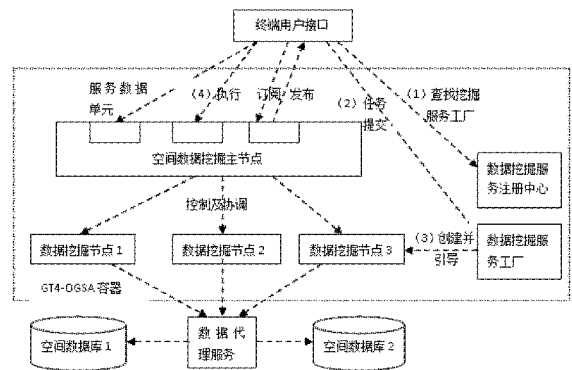 终端用户接口
服务数据
单元
（4）执行
订阅
发布
（2）任务
提交
（1）查找挖掘
服务工厂
空间数据挖掘主节点
数据挖掘服
务注册中心
控制及协调
数据挖掘节点1
数据挖掘节点2
数据挖掘节点3
（3）创建并
引导
数据挖掘服
务工厂
GT4-OGSA容器
空间数据库1
数据代
理服务
空间数据库2